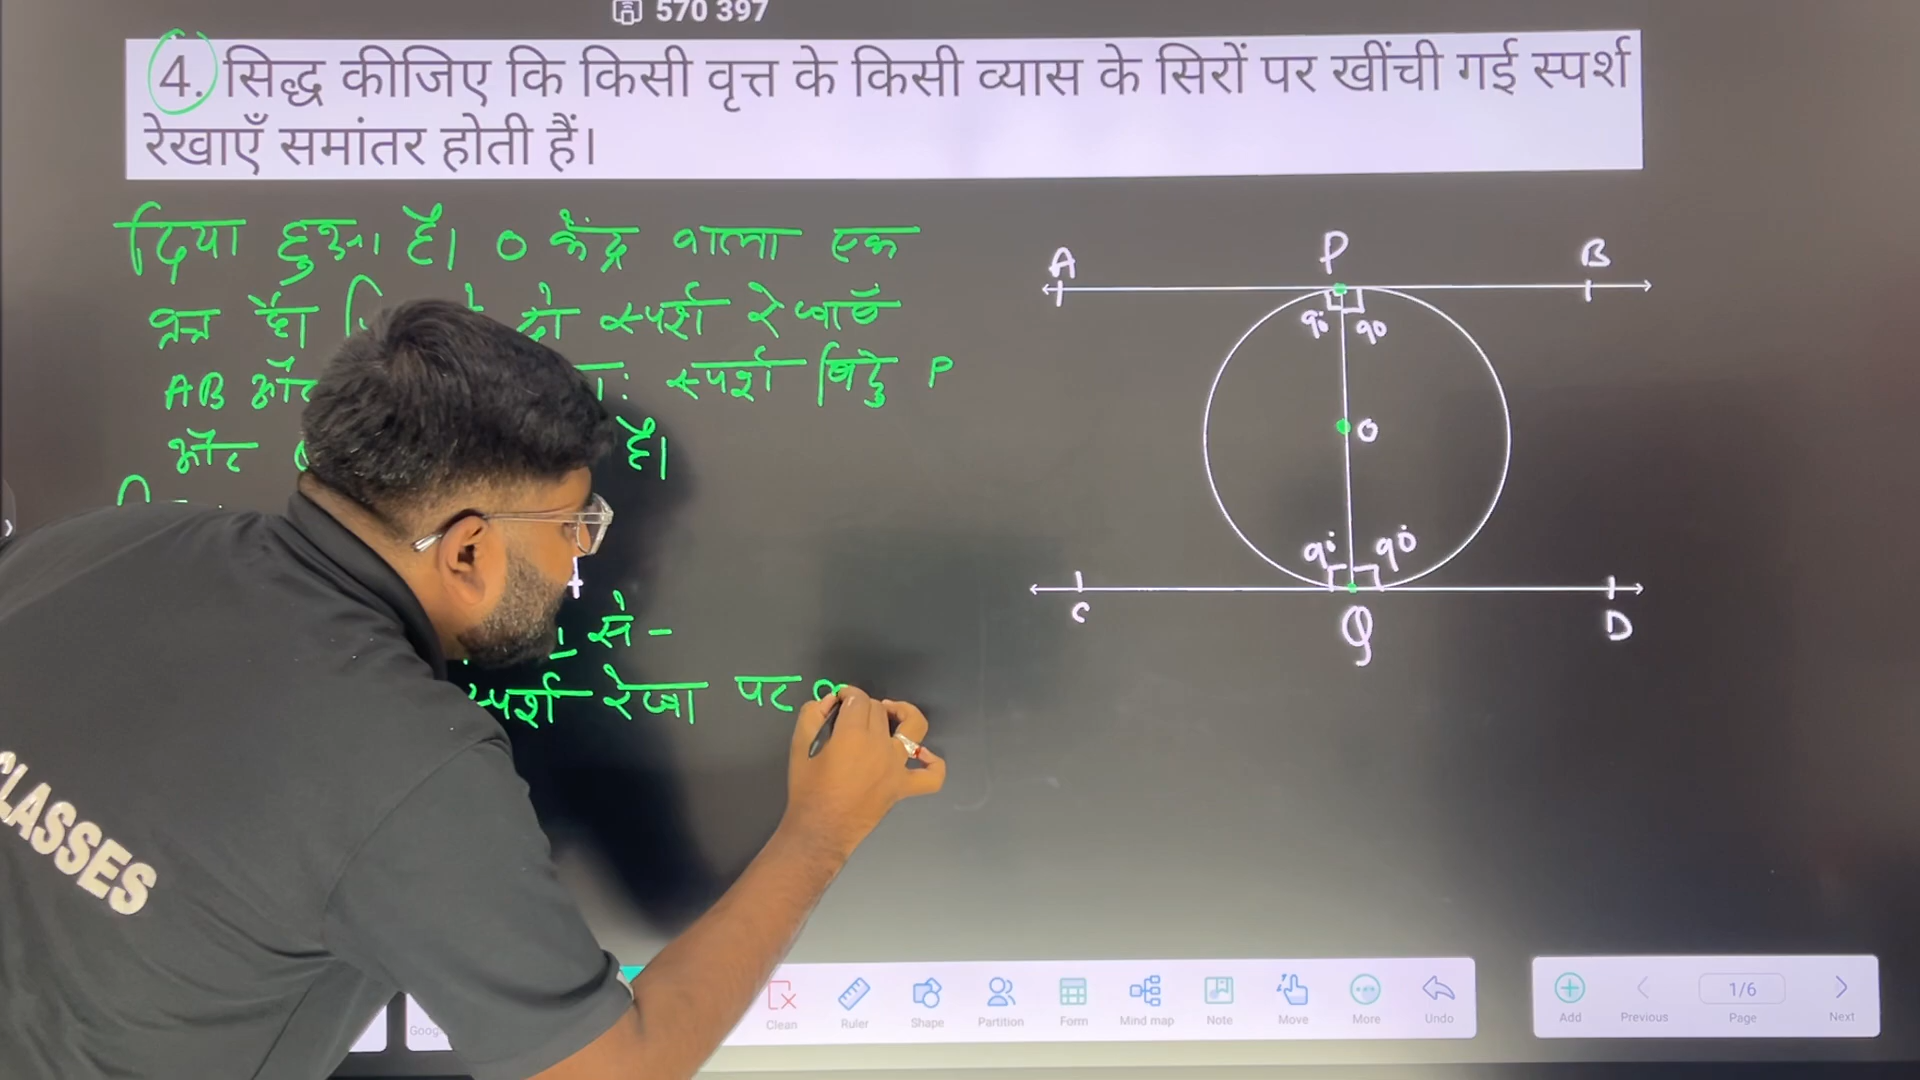 570 397
4. सिद्ध कीजिए कि किसी वृत्त के किसी व्यास के सिरों पर खींची गई स्पर्श
रेखाएँ समांतर होती हैं।
दिया हुआ है। O केंद्र वाला एक
वृत्त है। दो स्पर्श रेखाएँ
AB स्पर्श बिंदु P
और है।
से -
स्पर्श रेखा पर
A P B
90 90
O
90 90
C Q D
CLASSES
Clean Ruler Shape Partition Form Mind map Note Move More Undo
Add Previous 1/6 Page Next